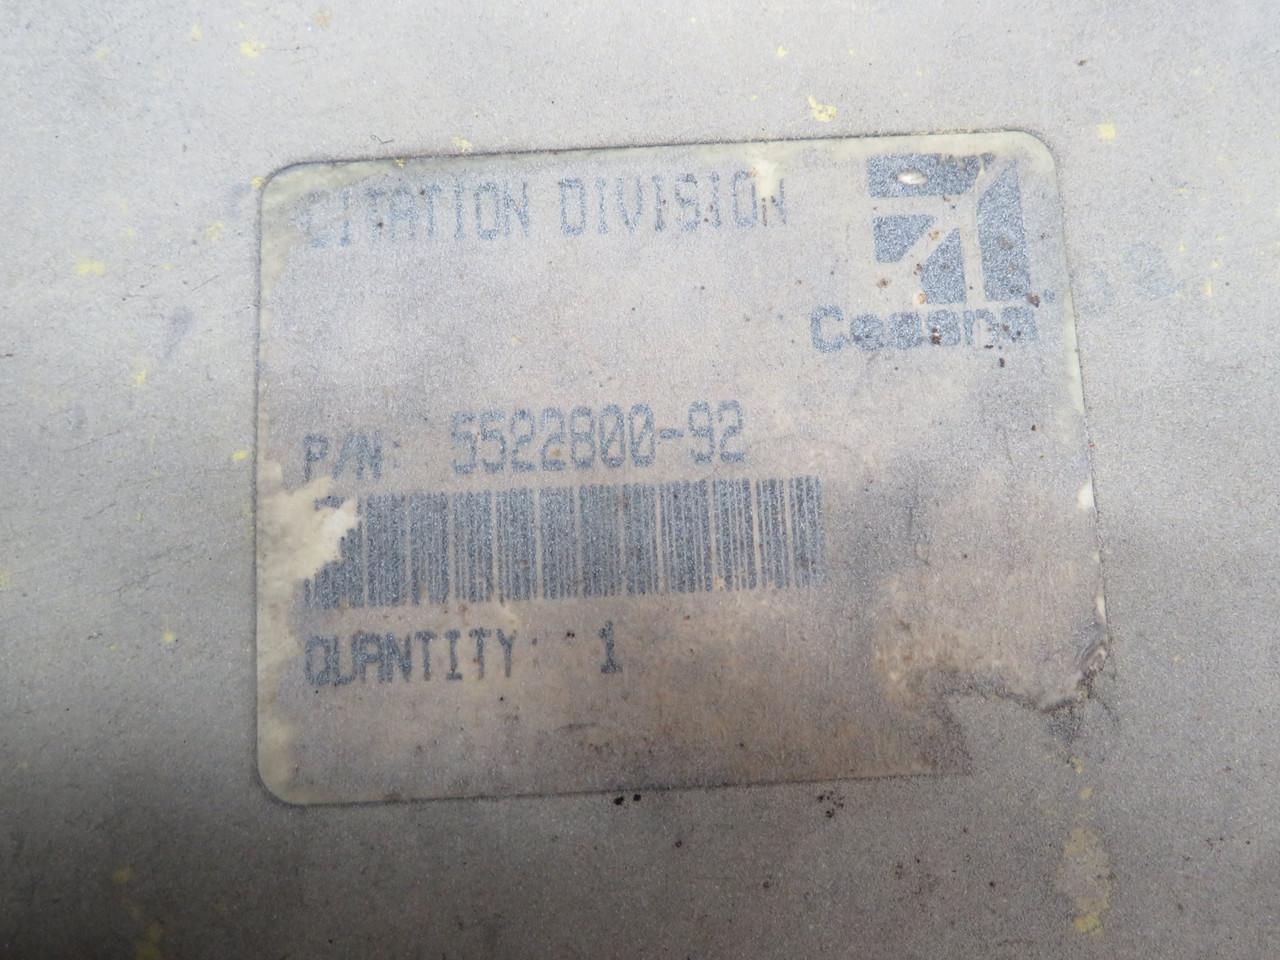 CITATION DIVISION
Cessna
P/N: 5522800-92
QUANTITY: 1